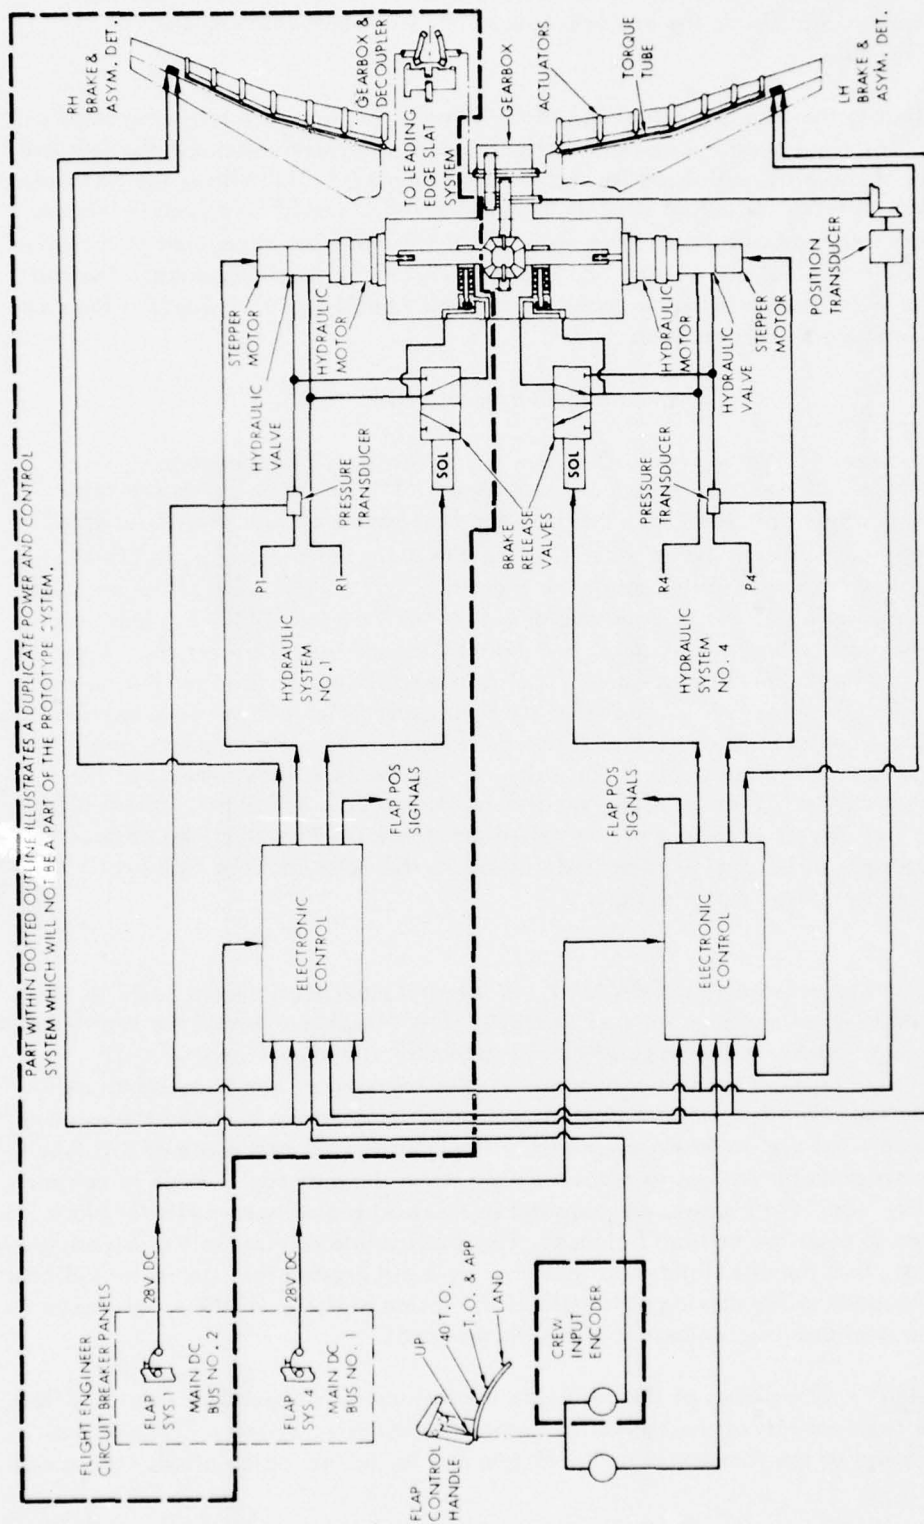 PART WITHIN DOTTED OUTLINE ILLUSTRATES A DUPLICATE POWER AND CONTROL
SYSTEM WHICH WILL NOT BE A PART OF THE PROTOTYPE SYSTEM.
RH
BRAKE &
ASYM. DET.
GEARBOX &
DECOUPLER
TO LEADING
EDGE SLAT
SYSTEM
GEARBOX
ACTUATORS
TORQUE
TUBE
LH
BRAKE &
ASYM. DET.
STEPPER
MOTOR
HYDRAULIC
VALVE
HYDRAULIC
MOTOR
HYDRAULIC
MOTOR
HYDRAULIC
VALVE
STEPPER
MOTOR
POSITION
TRANSDUCER
PRESSURE
TRANSDUCER
SOL
BRAKE
RELEASE
VALVES
SOL
PRESSURE
TRANSDUCER
P1
R1
R4
P4
HYDRAULIC
SYSTEM
NO.1
HYDRAULIC
SYSTEM
NO. 4
FLAP POS
SIGNALS
FLAP POS
SIGNALS
ELECTRONIC
CONTROL
ELECTRONIC
CONTROL
FLIGHT ENGINEER
CIRCUIT BREAKER PANELS
FLAP
SYS 1
28V DC
MAIN DC
BUS NO. 2
FLAP
SYS 4
28V DC
MAIN DC
BUS NO. 1
FLAP
CONTROL
HANDLE
UP
40 T.O.
T.O. & APP
LAND
CREW
INPUT
ENCODER